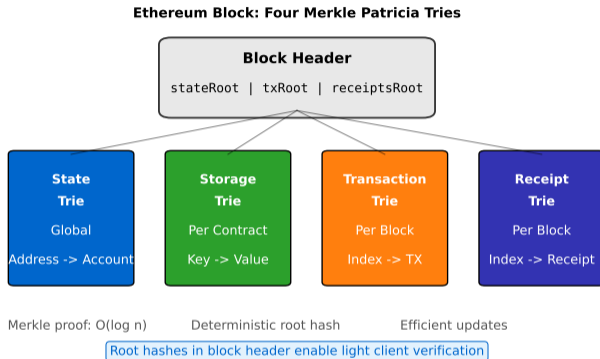 Ethereum Block: Four Merkle Patricia Tries
Block Header
stateRoot | txRoot | receiptsRoot
State
Trie
Global
Address -> Account
Storage
Trie
Per Contract
Key -> Value
Transaction
Trie
Per Block
Index -> TX
Receipt
Trie
Per Block
Index -> Receipt
Merkle proof: O(log n)
Deterministic root hash
Efficient updates
Root hashes in block header enable light client verification